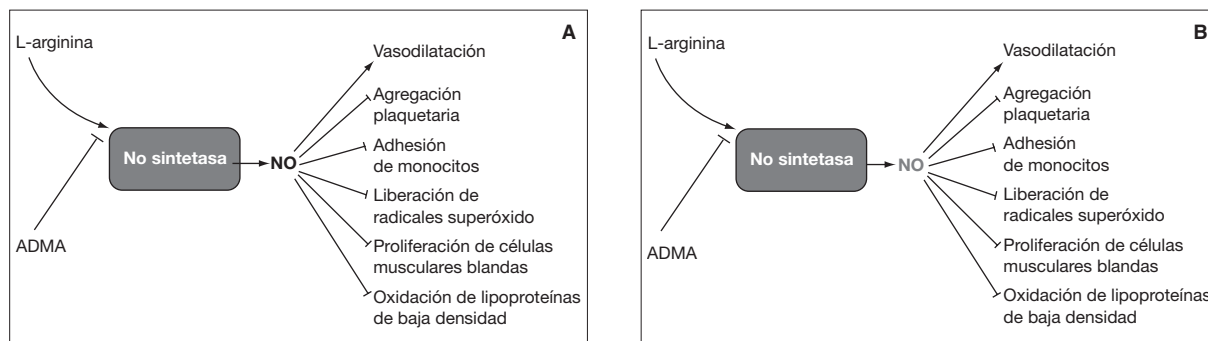 A
L-arginina
ADMA
No sintetasa
NO
Vasodilatación
Agregación
plaquetaria
Adhesión
de monocitos
Liberación de
radicales superóxido
Proliferación de células
musculares blandas
Oxidación de lipoproteínas
de baja densidad
B
L-arginina
ADMA
No sintetasa
NO
Vasodilatación
Agregación
plaquetaria
Adhesión
de monocitos
Liberación de
radicales superóxido
Proliferación de células
musculares blandas
Oxidación de lipoproteínas
de baja densidad